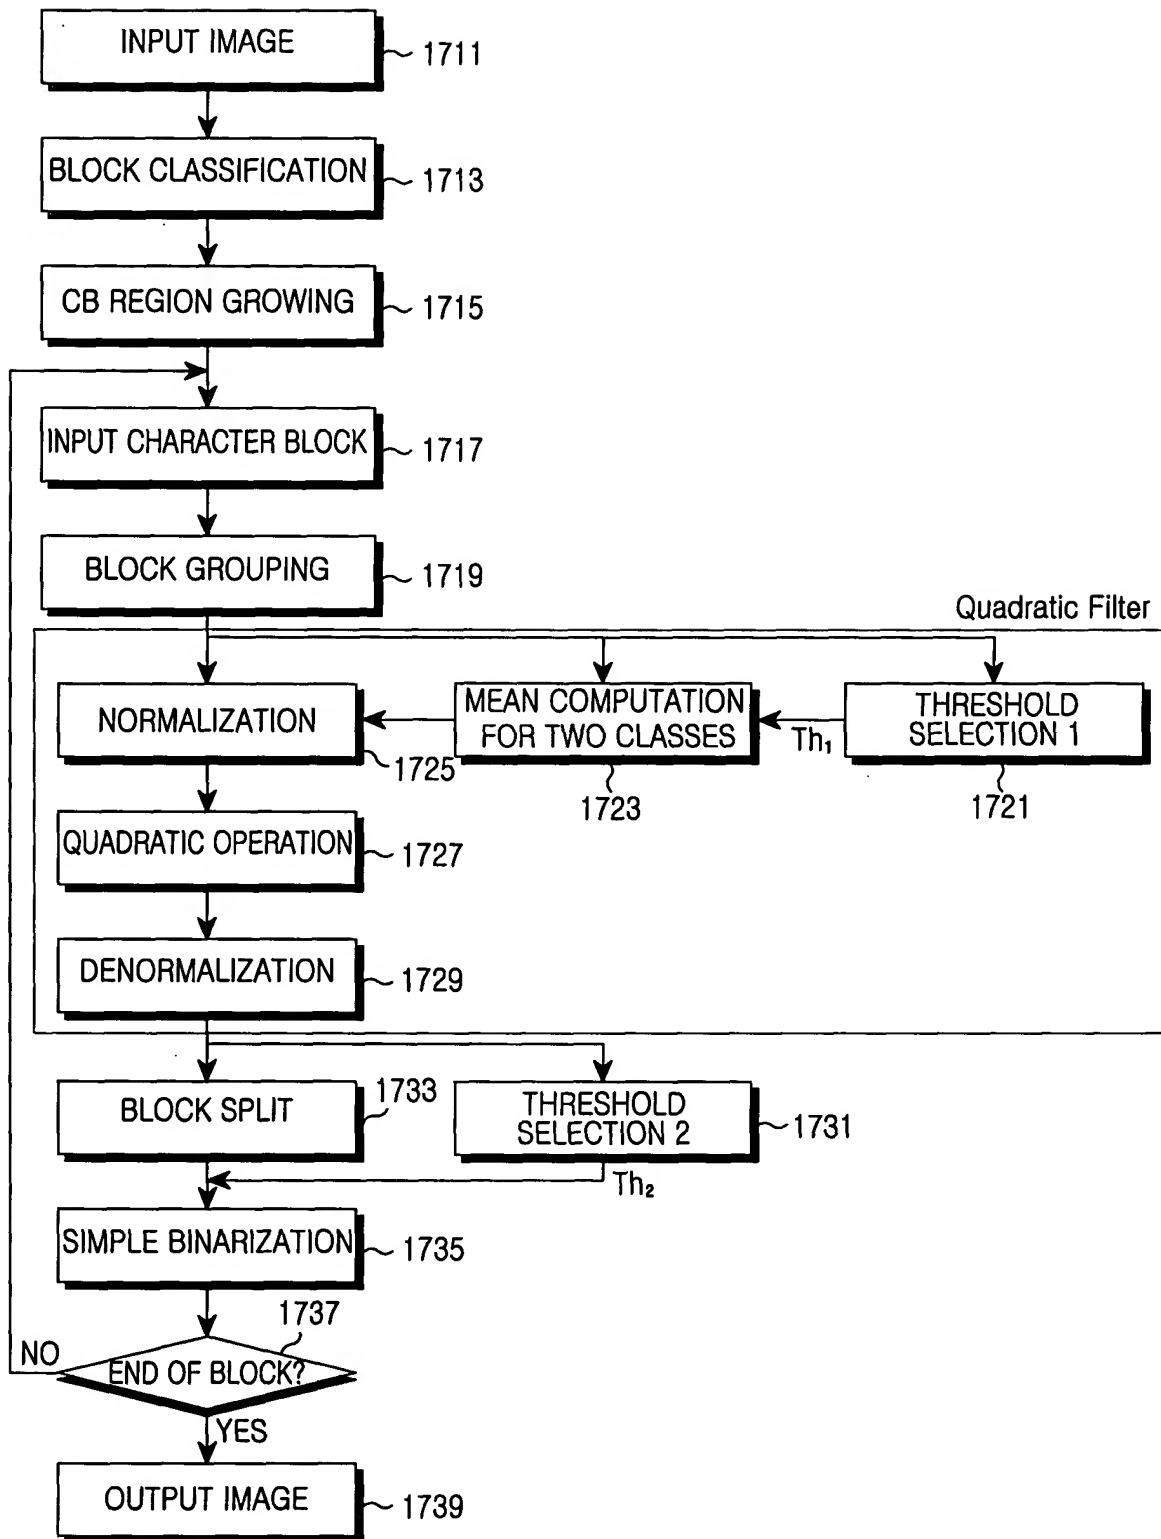 INPUT IMAGE
1711
BLOCK CLASSIFICATION
1713
CB REGION GROWING
1715
INPUT CHARACTER BLOCK
1717
BLOCK GROUPING
1719
Quadratic Filter
NORMALIZATION
1725
MEAN COMPUTATION
FOR TWO CLASSES
1723
Th₁
THRESHOLD
SELECTION 1
1721
QUADRATIC OPERATION
1727
DENORMALIZATION
1729
BLOCK SPLIT
1733
THRESHOLD
SELECTION 2
1731
Th₂
SIMPLE BINARIZATION
1735
1737
NO
END OF BLOCK?
YES
OUTPUT IMAGE
1739